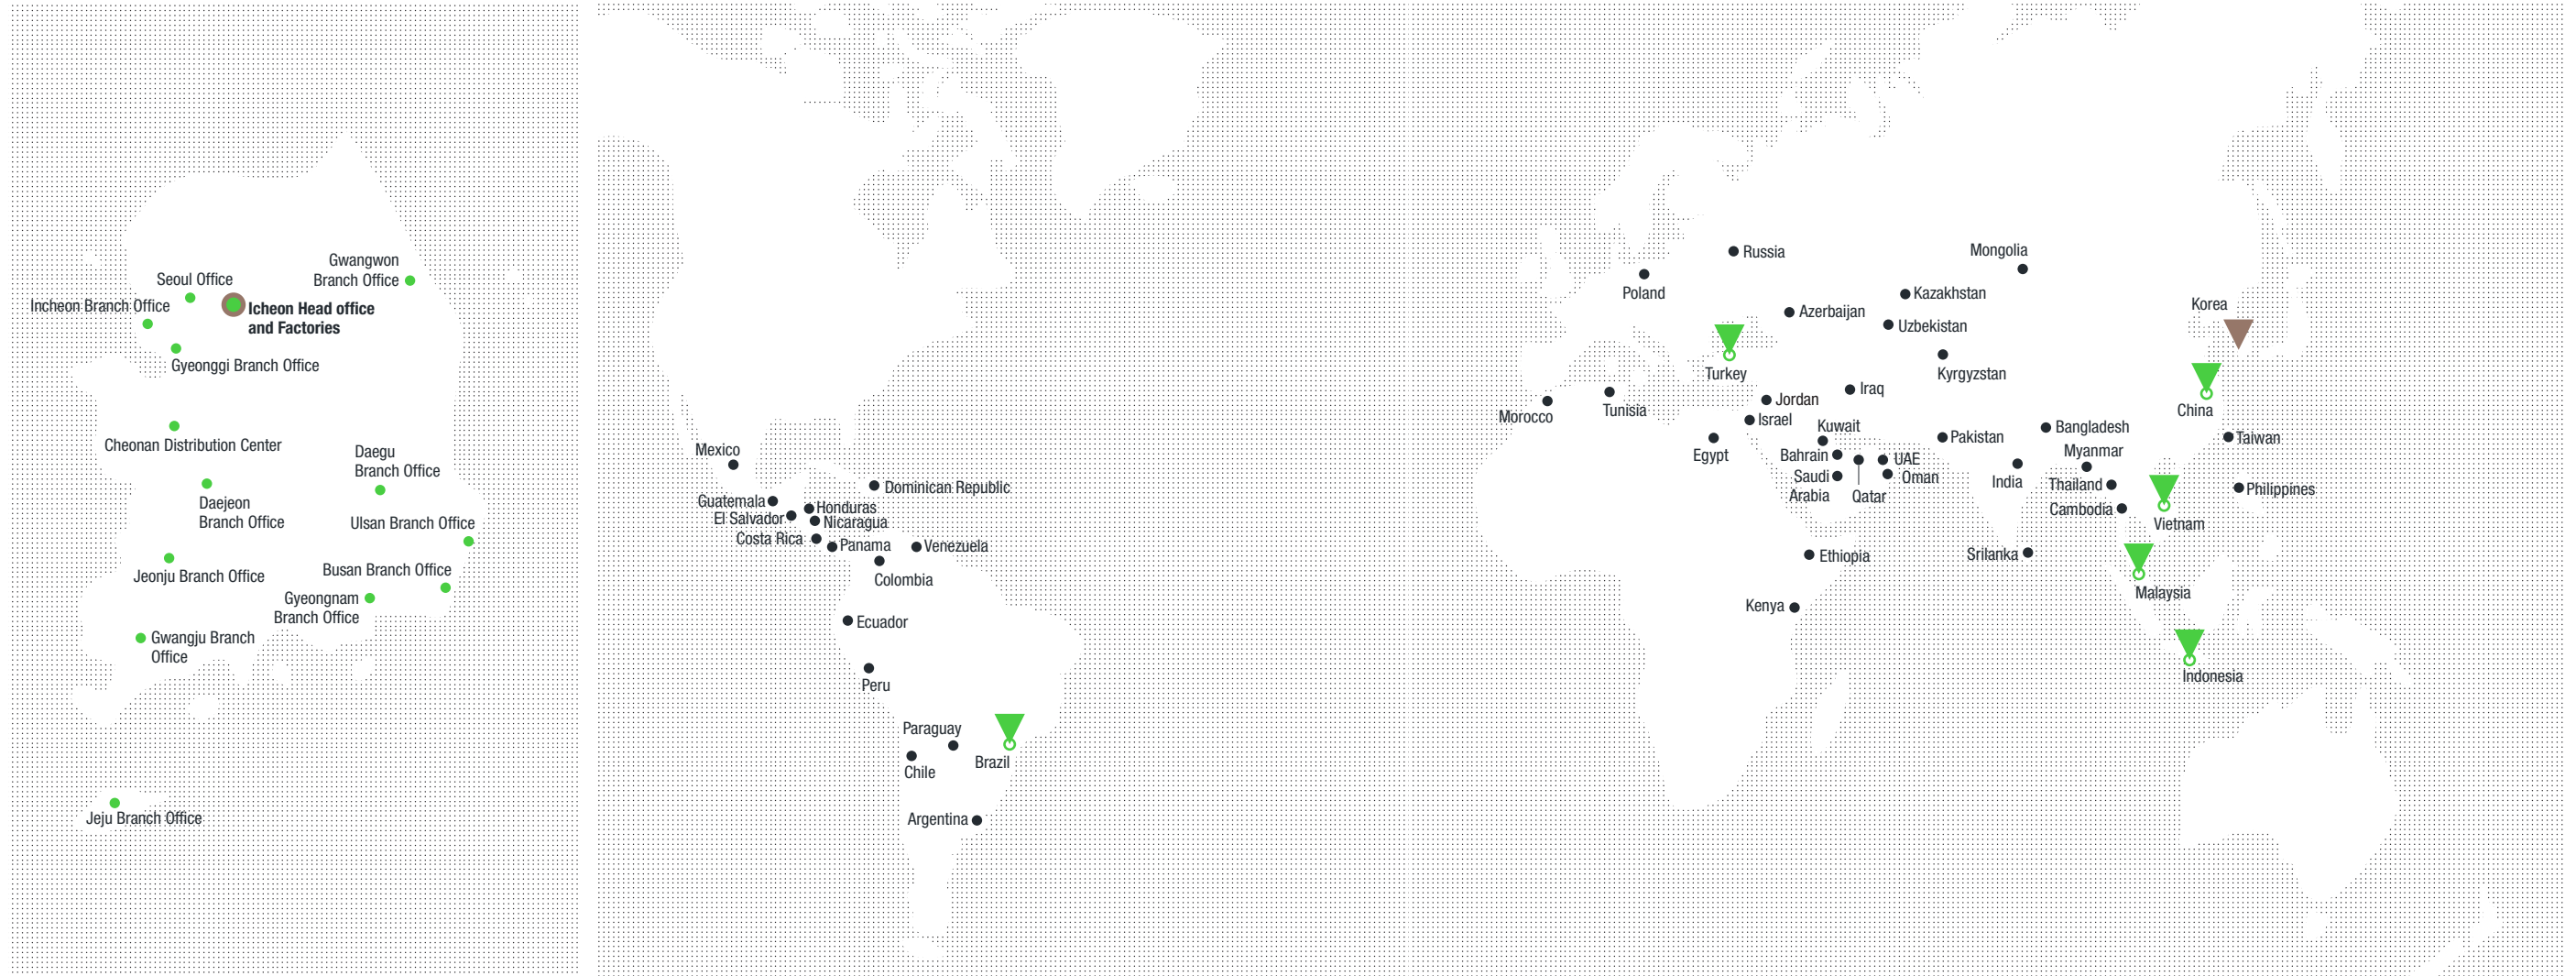 Gwangwon
Branch Office
Seoul Office
Incheon Branch Office
Icheon Head office
and Factories
Gyeonggi Branch Office
Cheonan Distribution Center
Daegu
Branch Office
Daejeon
Branch Office
Ulsan Branch Office
Jeonju Branch Office
Busan Branch Office
Gyeongnam
Branch Office
Gwangju Branch
Office
Jeju Branch Office
Mexico
Dominican Republic
Guatemala
Honduras
El Salvador
Nicaragua
Costa Rica
Panama
Venezuela
Colombia
Ecuador
Peru
Paraguay
Brazil
Chile
Argentina
Russia
Mongolia
Poland
Kazakhstan
Korea
Azerbaijan
Uzbekistan
Turkey
Kyrgyzstan
Iraq
Jordan
Morocco
Tunisia
China
Israel
Kuwait
Bangladesh
Pakistan
Taiwan
Egypt
Bahrain
UAE
Myanmar
Saudi
Arabia
Qatar
Oman
India
Thailand
Philippines
Cambodia
Vietnam
Ethiopia
Srilanka
Malaysia
Kenya
Indonesia